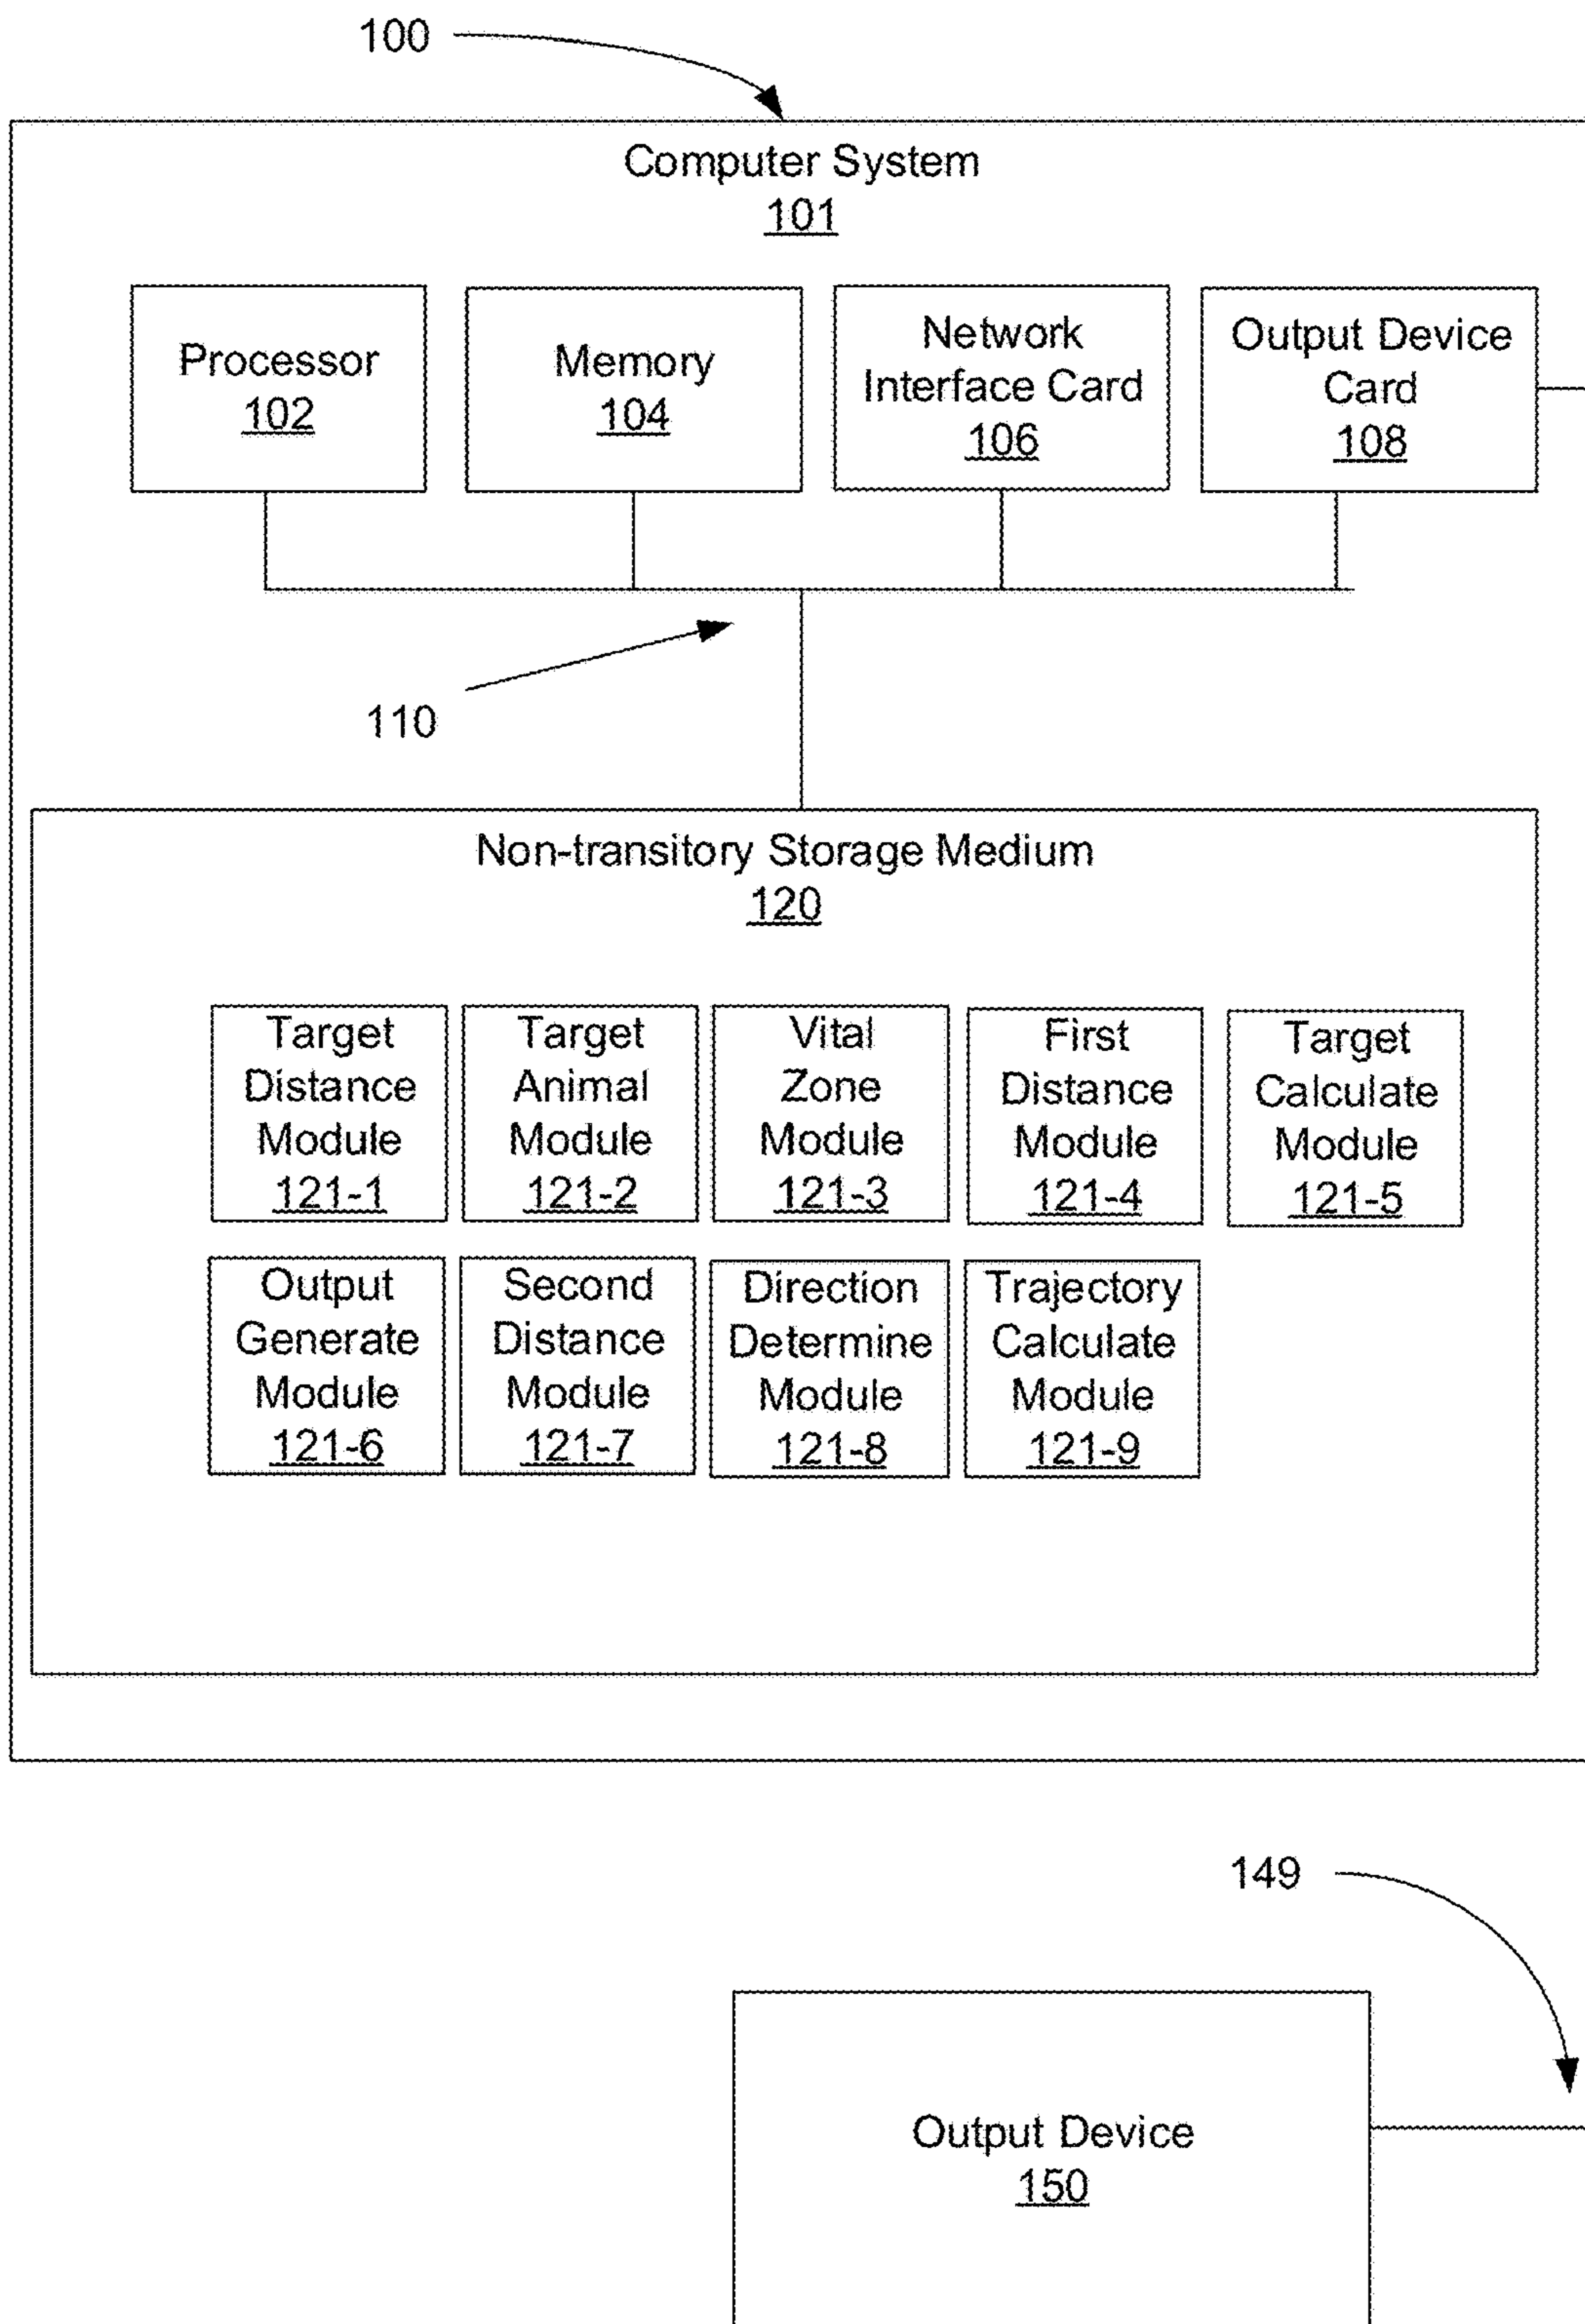 100
Computer System
101
Processor
102
Memory
104
Network
Interface Card
106
Output Device
Card
108
110
Non-transitory Storage Medium
120
Target
Distance
Module
121-1
Target
Animal
Module
121-2
Vital
Zone
Module
121-3
First
Distance
Module
121-4
Target
Calculate
Module
121-5
Output
Generate
Module
121-6
Second
Distance
Module
121-7
Direction
Determine
Module
121-8
Trajectory
Calculate
Module
121-9
149
Output Device
150